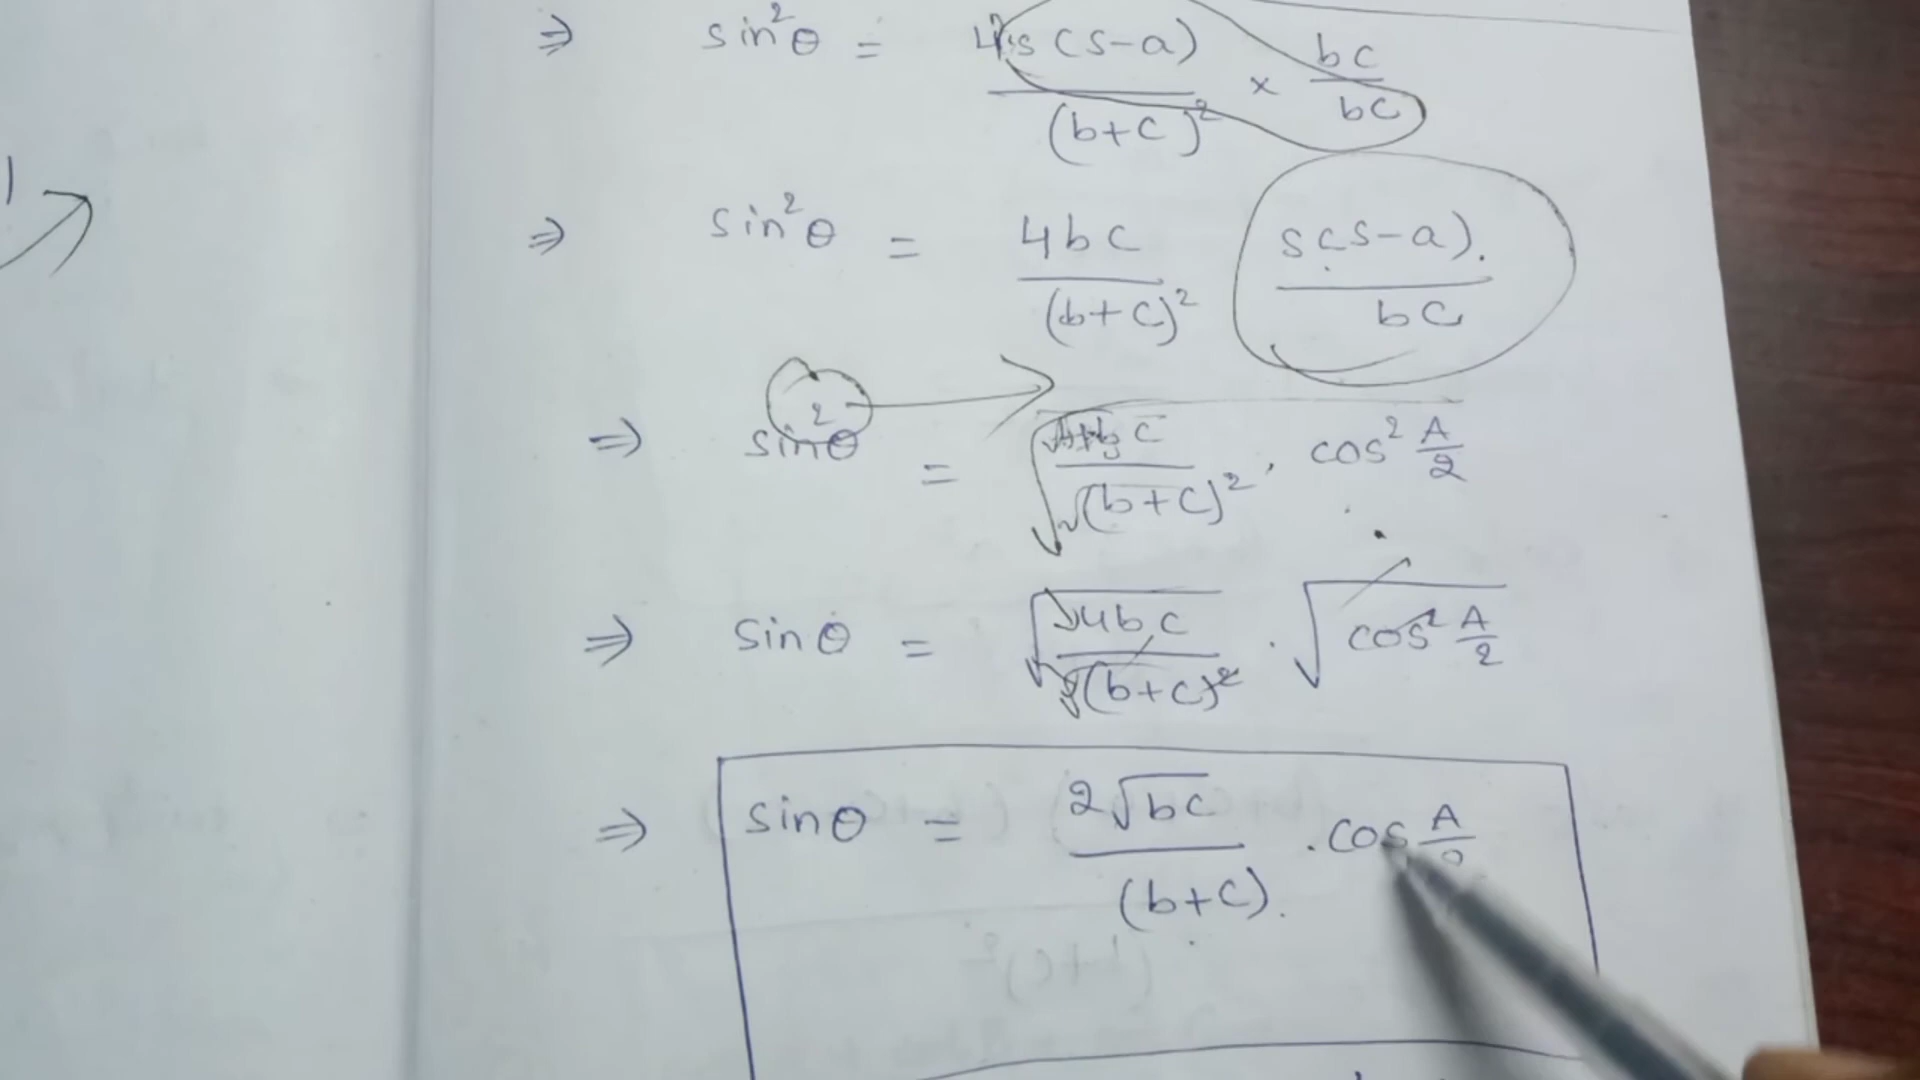 ⇒ sin²θ = 4s(s-a)/(b+c)² × bc/bc
⇒ sin²θ = 4bc/(b+c)² s(s-a)./bc
⇒ sin²θ = √(4bc/(b+c)² . cos² A/2)
⇒ sinθ = √(4bc/(b+c)²) . √(cos² A/2)
⇒ sinθ = 2√bc/(b+c). . cos A/2